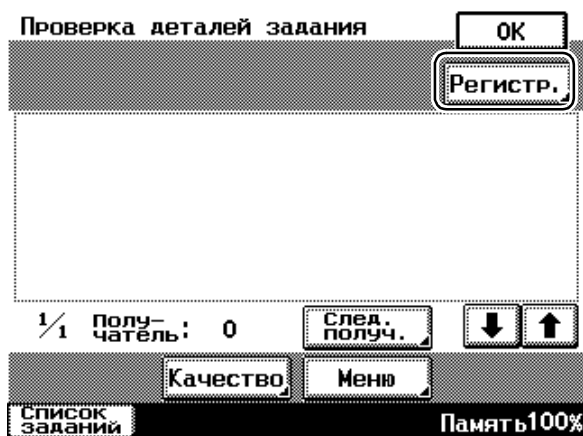 Проверка деталей задания
OK
Регистр.
1/1 Полу-
чатель: 0
След.
получ.
Качество
Меню
Список
заданий
Память100%